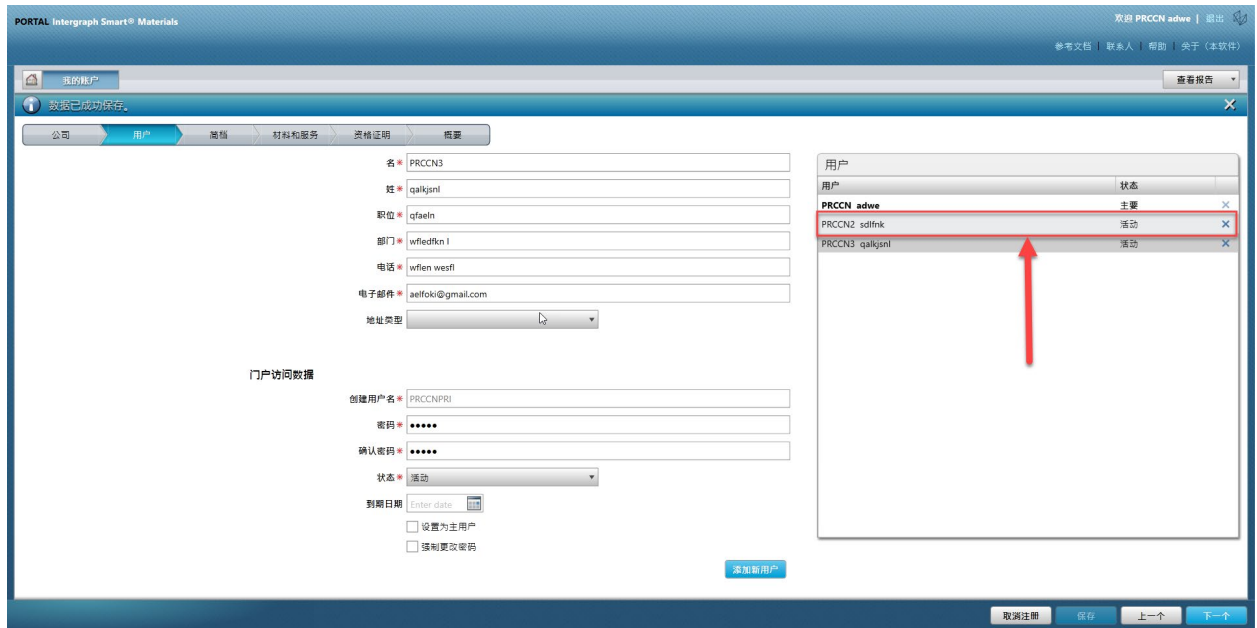 PORTAL Intergraph Smart® Materials
欢迎 PRCCN adwe | 退出
参考文档 | 联系人 | 帮助 | 关于 (本软件)
我的账户
查看报告
数据已成功保存。
公司 用户 简档 材料和服务 资格证明 概要
名* PRCCN3
姓* qalkjsnl
职位* qfaeln
部门* wfledfkn l
电话* wflen wesfl
电子邮件* aelfoki@gmail.com
地址类型
门户访问数据
创建用户名* PRCCNPRI
密码* •••••
确认密码* •••••
状态* 活动
到期日期 Enter date
设置为主用户
强制更改密码
添加新用户
用户
用户 状态
PRCCN adwe 主要
PRCCN2 sdlfnk 活动
PRCCN3 qalkjsnl 活动
取消注册 保存 上一个 下一个